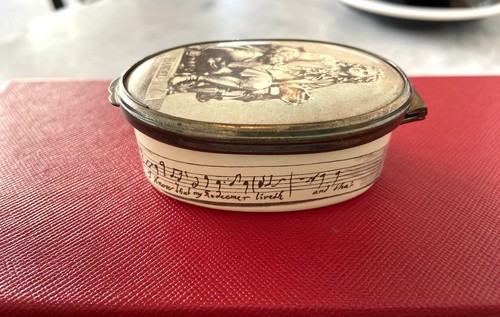 I know that my Redeemer liveth and that